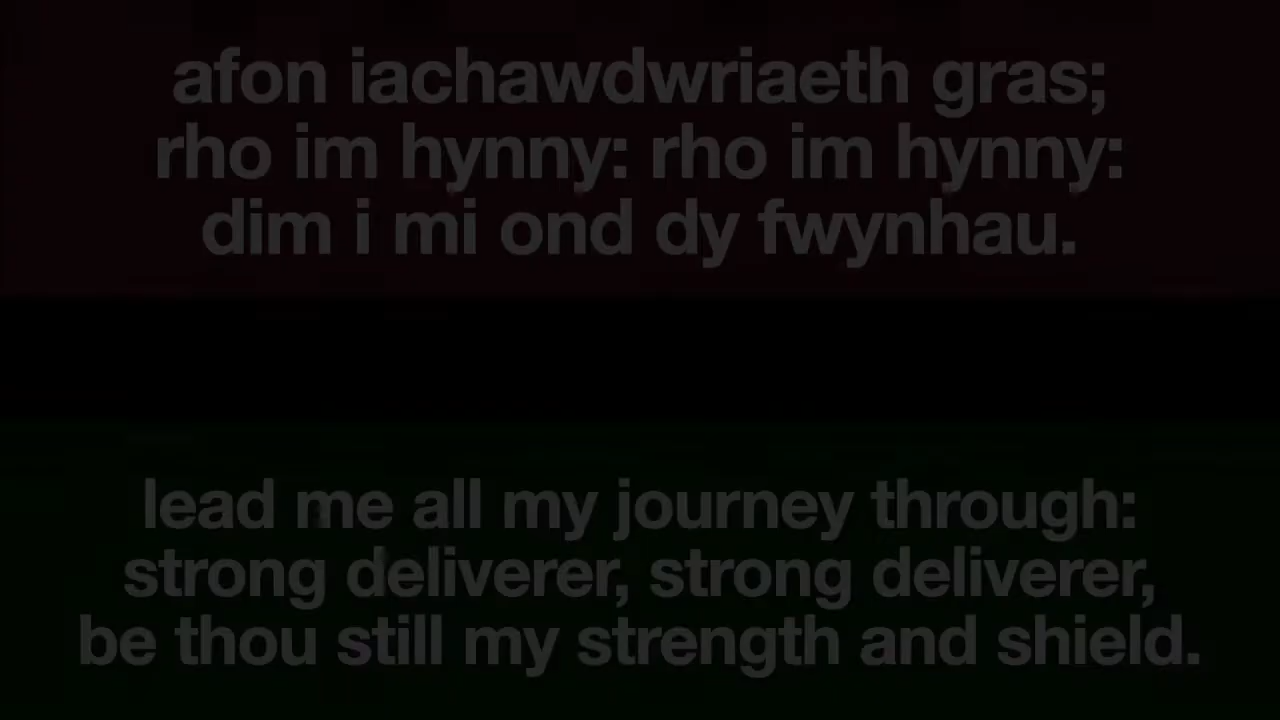 afon iachawdwriaeth gras;
rho im hynny: rho im hynny:
dim i mi ond dy fwynhau.
lead me all my journey through:
strong deliverer, strong deliverer,
be thou still my strength and shield.